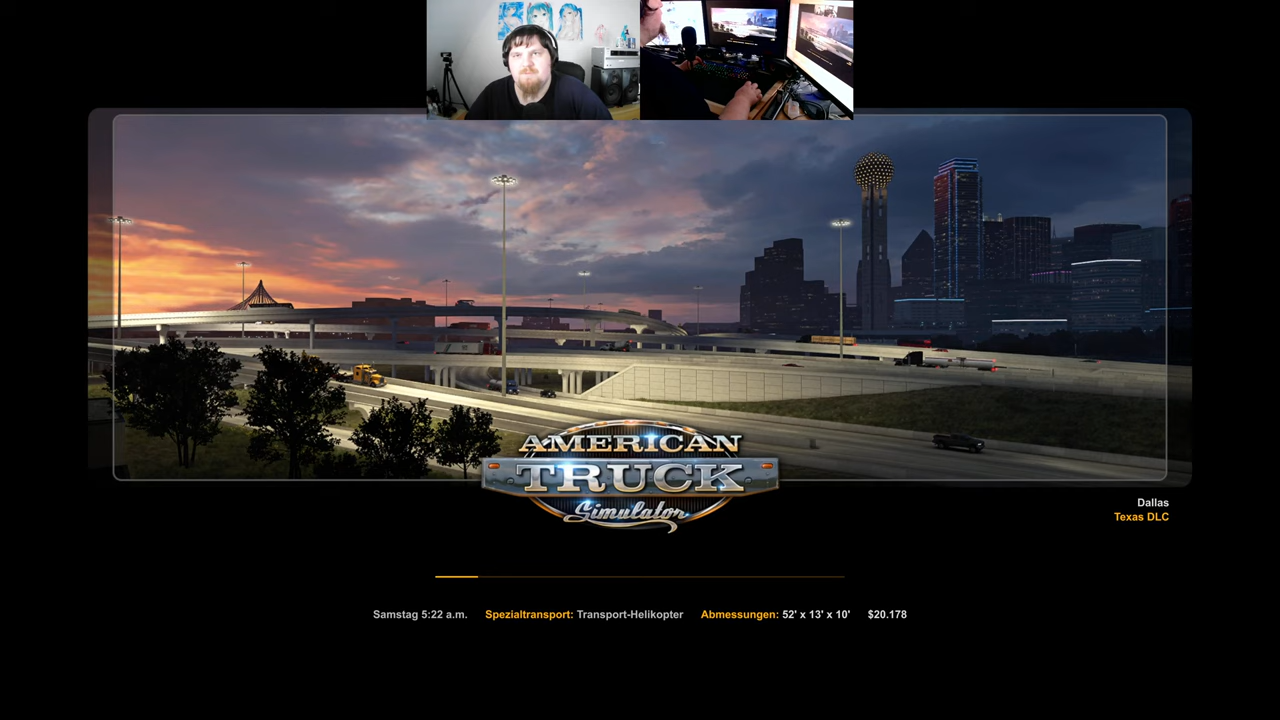 AMERICAN
TRUCK
Simulator
Dallas
Texas DLC
Samstag 5:22 a.m. Spezialtransport: Transport-Helikopter Abmessungen: 52' x 13' x 10' $20.178